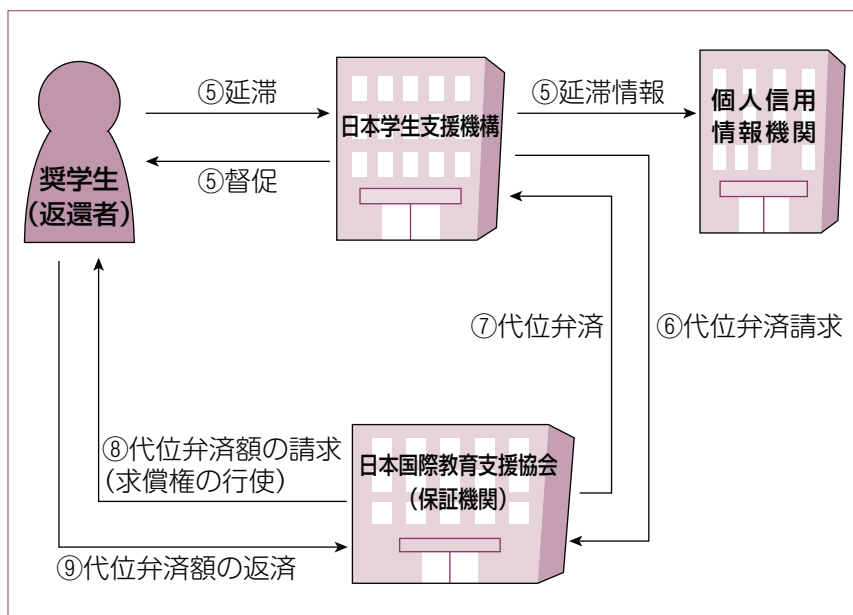 ⑤延滞
日本学生支援機構
⑤延滞情報
個人信用
情報機関
⑤督促
奨学生
(返還者)
⑦代位弁済
⑥代位弁済請求
⑧代位弁済額の請求
(求償権の行使)
日本国際教育支援協会
(保証機関)
⑨代位弁済額の返済